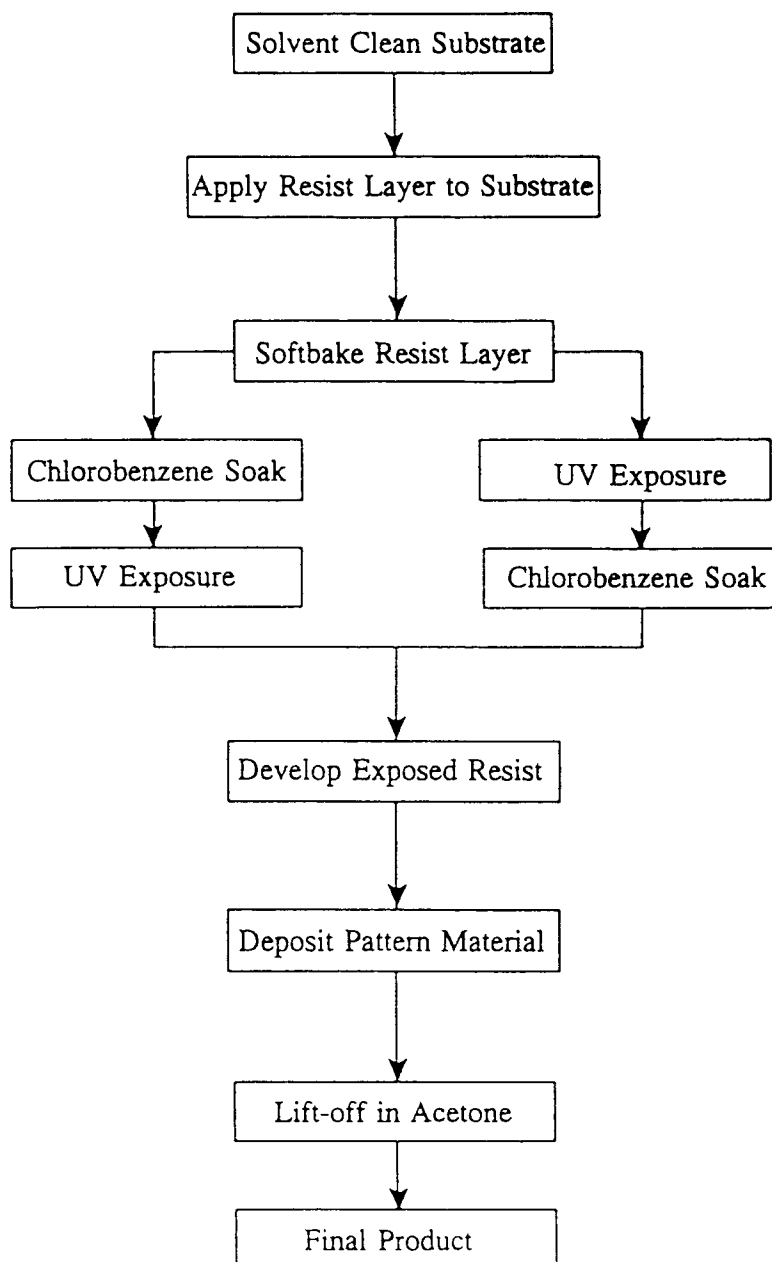 Solvent Clean Substrate
Apply Resist Layer to Substrate
Softbake Resist Layer
Chlorobenzene Soak
UV Exposure
UV Exposure
Chlorobenzene Soak
Develop Exposed Resist
Deposit Pattern Material
Lift-off in Acetone
Final Product